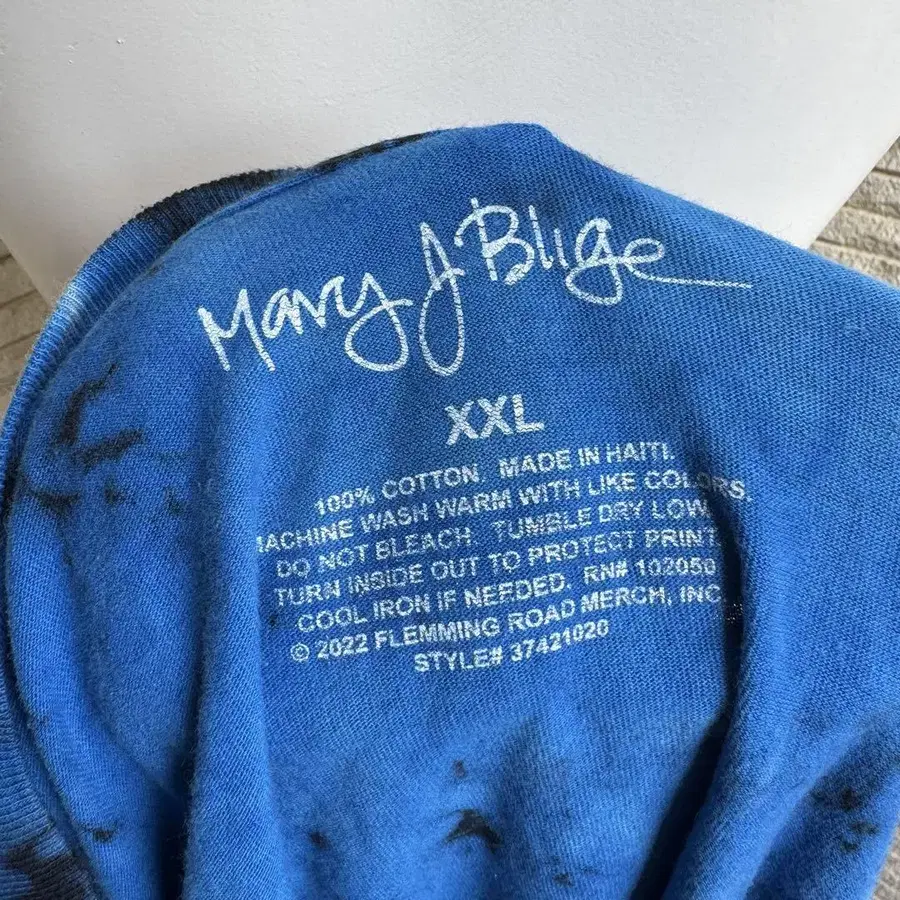 Mary J Blige
XXL
100% COTTON. MADE IN HAITI.
MACHINE WASH WARM WITH LIKE COLORS.
DO NOT BLEACH. TUMBLE DRY LOW.
TURN INSIDE OUT TO PROTECT PRINT.
COOL IRON IF NEEDED. RN# 102050
© 2022 FLEMMING ROAD MERCH, INC.
STYLE# 37421020